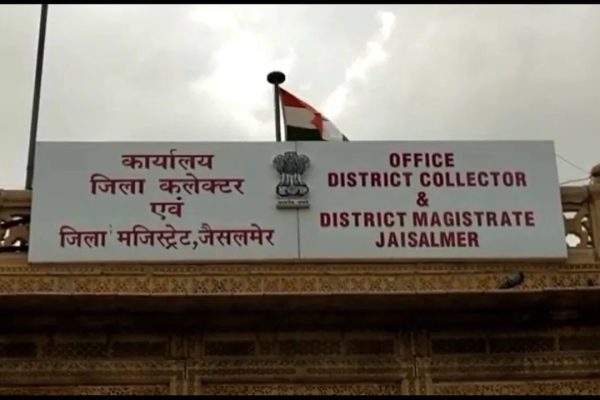 कार्यालय
जिला कलेक्टर
एवं
जिला मजिस्ट्रेट,जैसलमेर
OFFICE
DISTRICT COLLECTOR
&
DISTRICT MAGISTRATE
JAISALMER